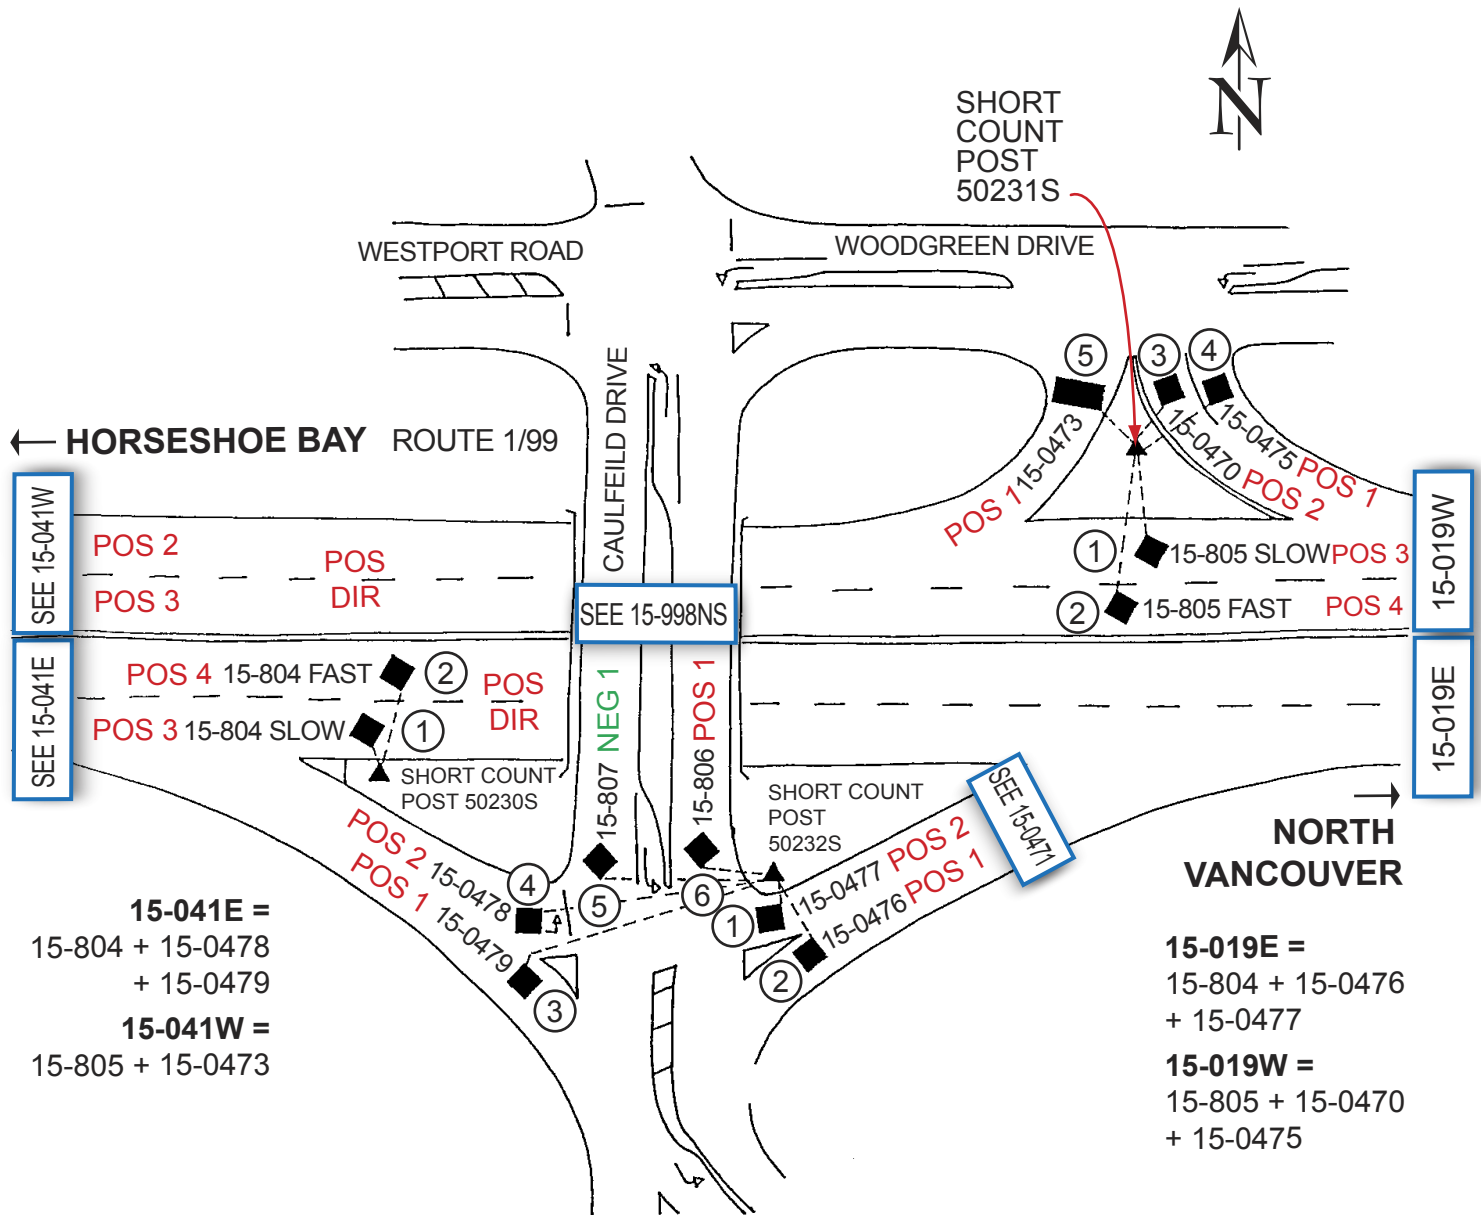 N
SHORT
COUNT
POST
50231S
WESTPORT ROAD
WOODGREEN DRIVE
CAULFEILD DRIVE
5
3
4
15-0473
POS 1
15-0470 POS 2
15-0475 POS 1
HORSESHOE BAY ROUTE 1/99
SEE 15-041W
POS 2
POS 3
POS
DIR
SEE 15-998NS
1
15-805 SLOW POS 3
2
15-805 FAST POS 4
15-019W
SEE 15-041E
POS 4 15-804 FAST
2
POS 3 15-804 SLOW
1
POS
DIR
SHORT COUNT
POST 50230S
15-807 NEG 1
15-806 POS 1
15-019E
SHORT COUNT
POST
50232S
SEE 15-0471
NORTH
VANCOUVER
POS 2 15-0478
POS 1 15-0479
4
3
5
6
1
2
15-0477 POS 2
15-0476 POS 1
15-041E =
15-804 + 15-0478
+ 15-0479
15-041W =
15-805 + 15-0473
15-019E =
15-804 + 15-0476
+ 15-0477
15-019W =
15-805 + 15-0470
+ 15-0475